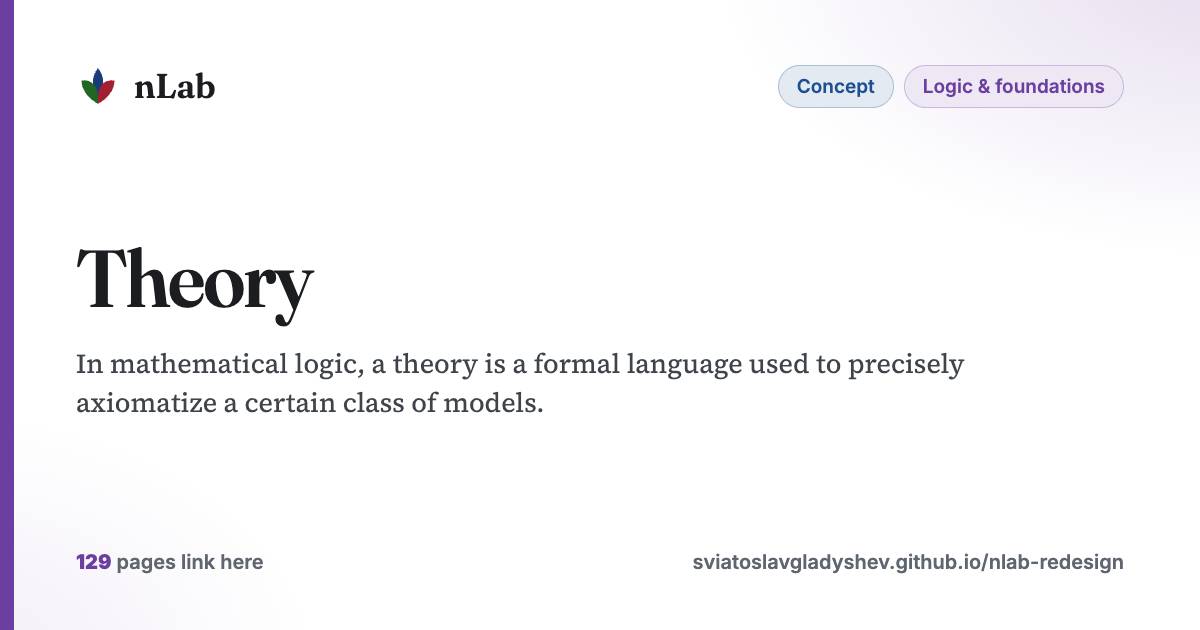 nLab
Concept
Logic & foundations
Theory
In mathematical logic, a theory is a formal language used to precisely
axiomatize a certain class of models.
129 pages link here
sviatoslavgladyshev.github.io/nlab-redesign